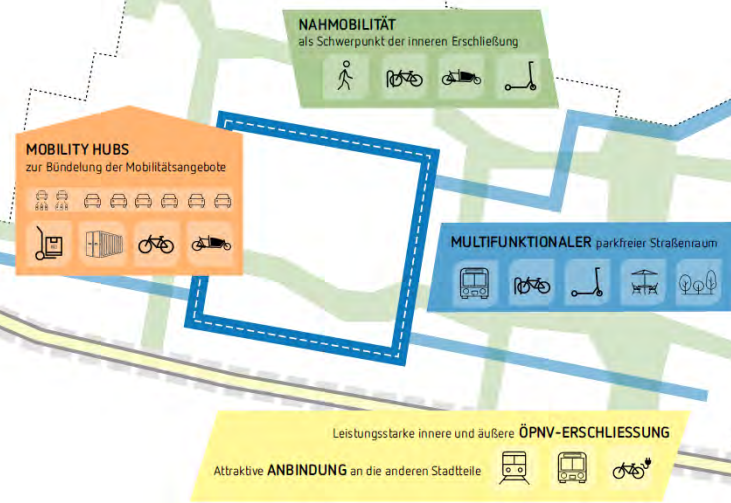 NAHMOBILITÄT
als Schwerpunkt der inneren Erschließung
MOBILITY HUBS
zur Bündelung der Mobilitätsangebote
MULTIFUNKTIONALER parkfreier Straßenraum
Leistungsstarke innere und äußere ÖPNV-ERSCHLIESSUNG
Attraktive ANBINDUNG an die anderen Stadtteile